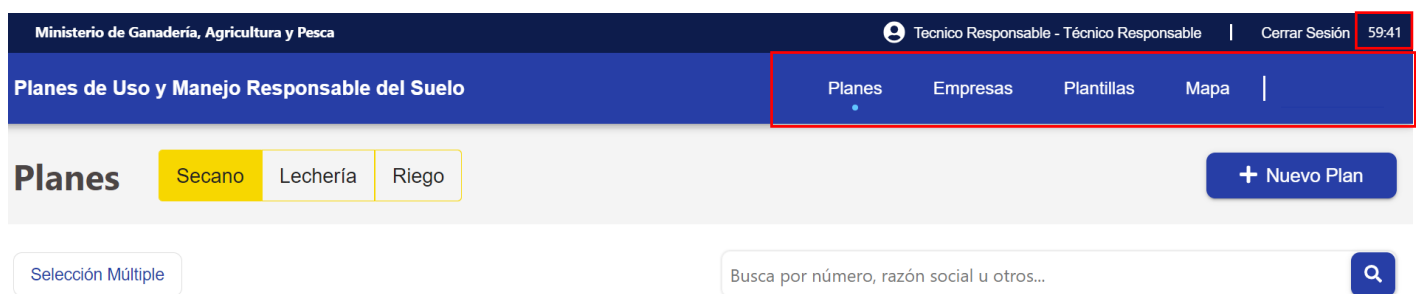 Ministerio de Ganadería, Agricultura y Pesca
Tecnico Responsable - Técnico Responsable | Cerrar Sesión 59:41
Planes de Uso y Manejo Responsable del Suelo
Planes Empresas Plantillas Mapa |
Planes Secano Lechería Riego + Nuevo Plan
Selección Múltiple
Busca por número, razón social u otros...